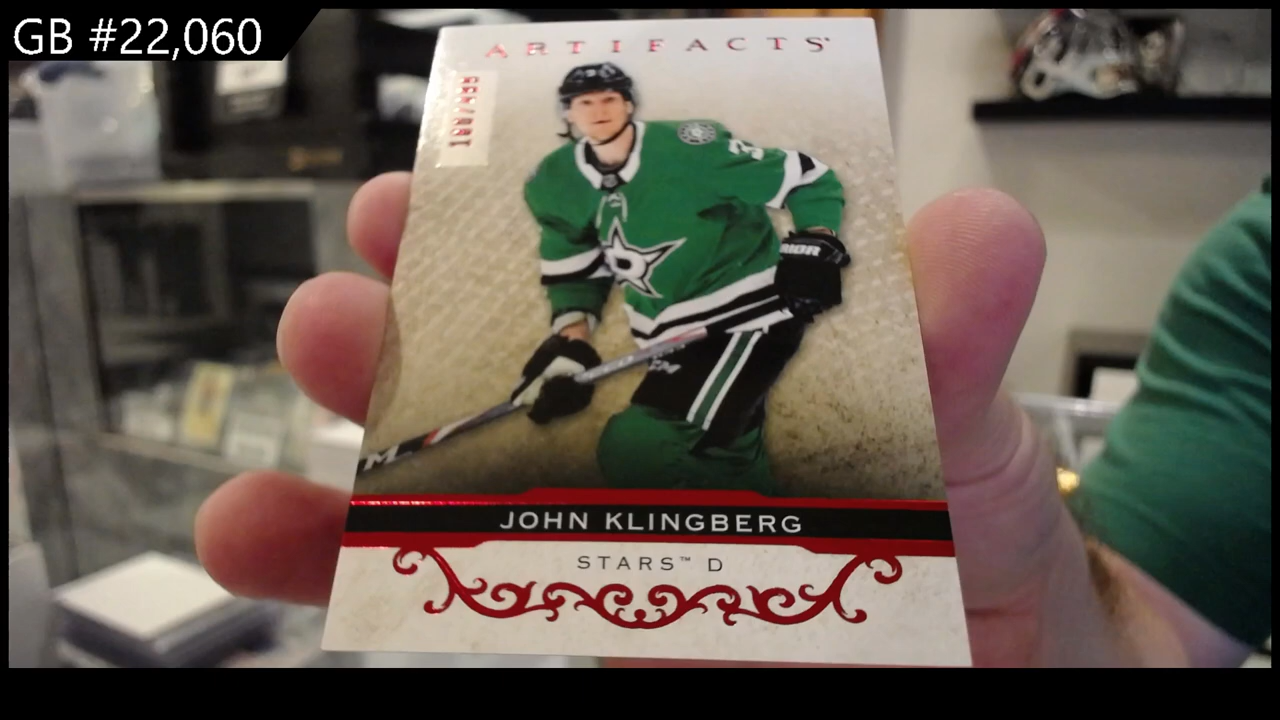 GB #22,060
ARTIFACTS
JOHN KLINGBERG
STARS™ D